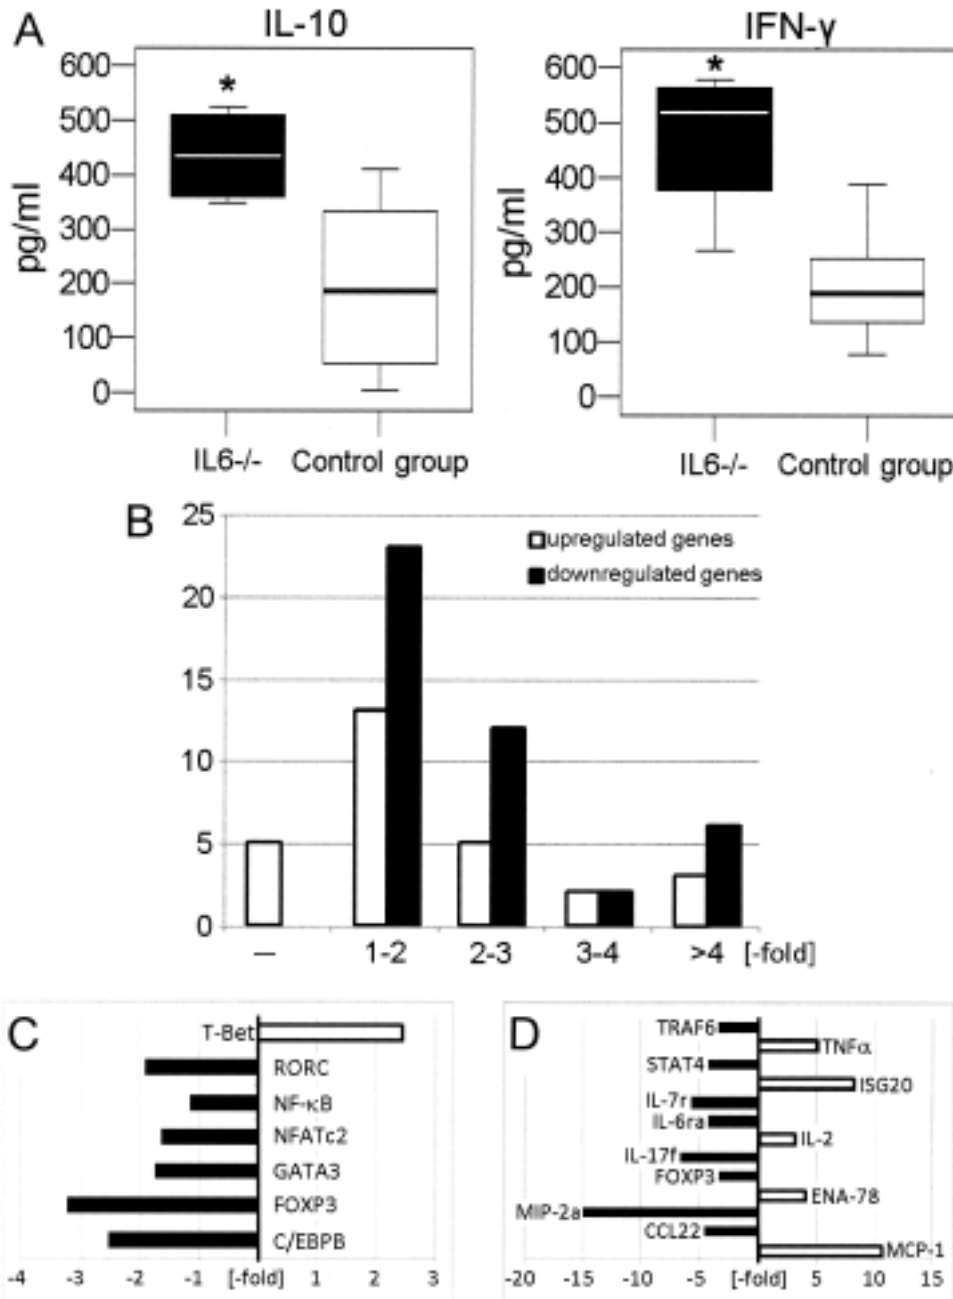 A
IL-10
IFN-γ
600
500
400
300
200
100
0
pg/ml
*
IL6-/-
Control group
600
500
400
300
200
100
0
pg/ml
*
IL6-/-
Control group
B
25
20
15
10
5
0
upregulated genes
downregulated genes
— 1-2 2-3 3-4 >4 [-fold]
C
T-Bet
RORC
NF-κB
NFATc2
GATA3
FOXP3
C/EBPB
-4 -3 -2 -1 [-fold] 1 2 3
D
TRAF6
TNFα
STAT4
ISG20
IL-7r
IL-6ra
IL-2
IL-17f
FOXP3
ENA-78
MIP-2a
CCL22
MCP-1
-20 -15 -10 -5 [-fold] 5 10 15